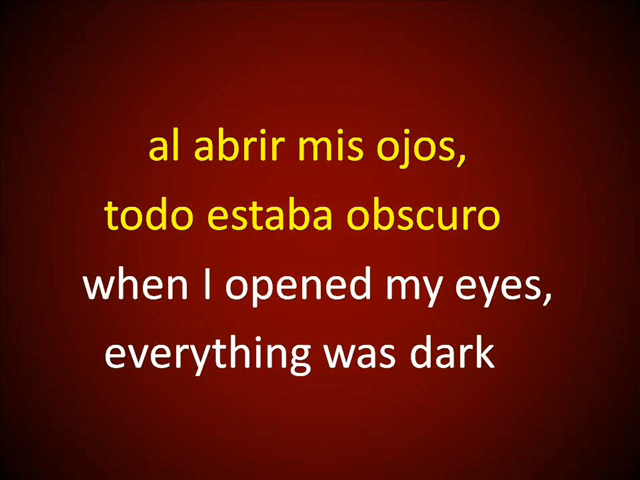 al abrir mis ojos,
todo estaba obscuro
when I opened my eyes,
everything was dark